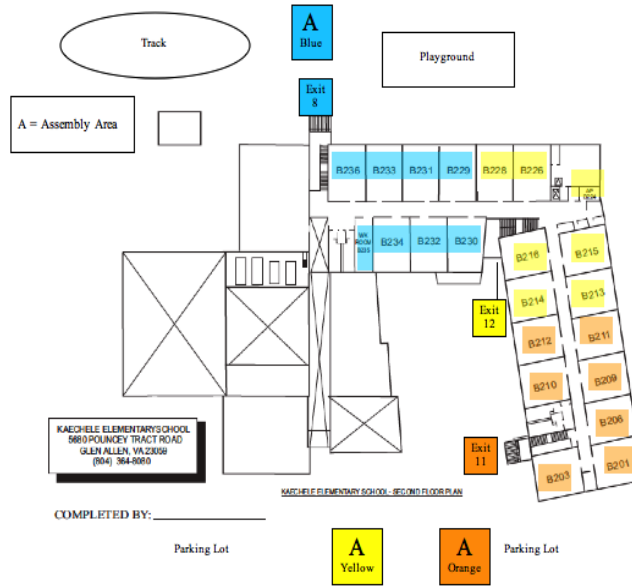 A
Blue
Track
Playground
Exit
8
A = Assembly Area
B236
B233
B231
B229
B228
B226
B234
B232
B230
B216
B215
B214
B213
B212
B211
B210
B209
B206
B203
B201
Exit
12
Exit
11
KAECHELE ELEMENTARY SCHOOL
5680 POUNCEY TRACT ROAD
GLEN ALLEN, VA 23059
(804) 364-8080
KAECHELE ELEMENTARY SCHOOL - SECOND FLOOR PLAN
COMPLETED BY:
Parking Lot
A
Yellow
A
Orange
Parking Lot